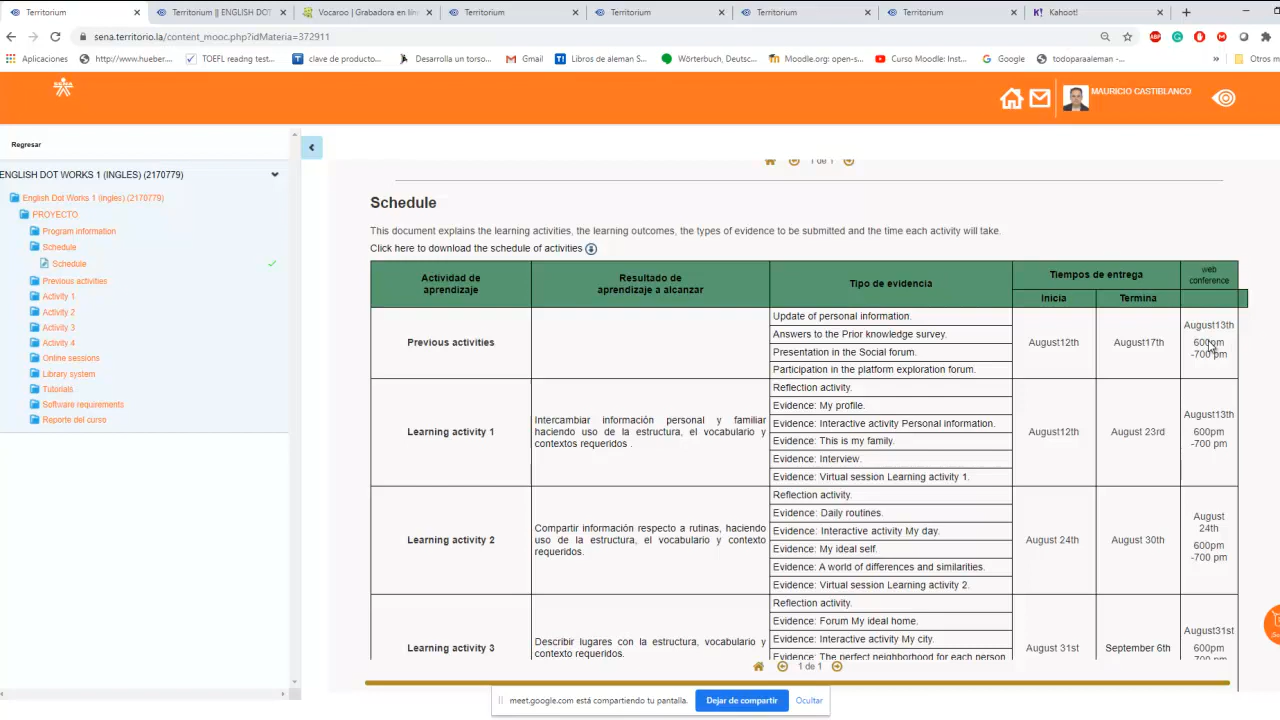 Territorium
Territorium || ENGLISH DOT
Vocaroo | Grabadora en lín
Territorium
Territorium
Territorium
Territorium
Kahoot!
sena.territorio.la/content_mooc.php?idMateria=372911
Aplicaciones
http://www.hueber...
TOEFL readng test...
clave de producto...
Desarrolla un torso...
Gmail
Libros de aleman S...
Wörterbuch, Deutsc...
Moodle.org: open-s...
Curso Moodle: Inst...
Google
todoparaaleman -...
»
Otros m
MAURICIO CASTIBLANCO
Regresar
ENGLISH DOT WORKS 1 (INGLES) (2170779)
English Dot Works 1 (ingles) (2170779)
PROYECTO
Program information
Schedule
Schedule
Previous activities
Activity 1
Activity 2
Activity 3
Activity 4
Online sessions
Library system
Tutorials
Software requirements
Reporte del curso
1 de 1
Schedule
This document explains the learning activities, the learning outcomes, the types of evidence to be submitted and the time each activity will take.
Click here to download the schedule of activities
Actividad de
aprendizaje
Resultado de
aprendizaje a alcanzar
Tipo de evidencia
Tiempos de entrega
Inicia
Termina
web
conference
Previous activities
Update of personal information.
Answers to the Prior knowledge survey.
Presentation in the Social forum.
Participation in the platform exploration forum.
August12th
August17th
August13th
600pm
-700 pm
Learning activity 1
Intercambiar información personal y familiar
haciendo uso de la estructura, el vocabulario y
contextos requeridos .
Reflection activity.
Evidence: My profile.
Evidence: Interactive activity Personal information.
Evidence: This is my family.
Evidence: Interview.
Evidence: Virtual session Learning activity 1.
August12th
August 23rd
August13th
600pm
-700 pm
Learning activity 2
Compartir información respecto a rutinas, haciendo
uso de la estructura, el vocabulario y contexto
requeridos.
Reflection activity.
Evidence: Daily routines.
Evidence: Interactive activity My day.
Evidence: My ideal self.
Evidence: A world of differences and similarities.
Evidence: Virtual session Learning activity 2.
August 24th
August 30th
August
24th
600pm
-700 pm
Learning activity 3
Describir lugares con la estructura, vocabulario y
contexto requeridos.
Reflection activity.
Evidence: Forum My ideal home.
Evidence: Interactive activity My city.
Evidence: The perfect neighborhood for each person
August 31st
September 6th
August31st
600pm
-700 pm
1 de 1
meet.google.com está compartiendo tu pantalla.
Dejar de compartir
Ocultar